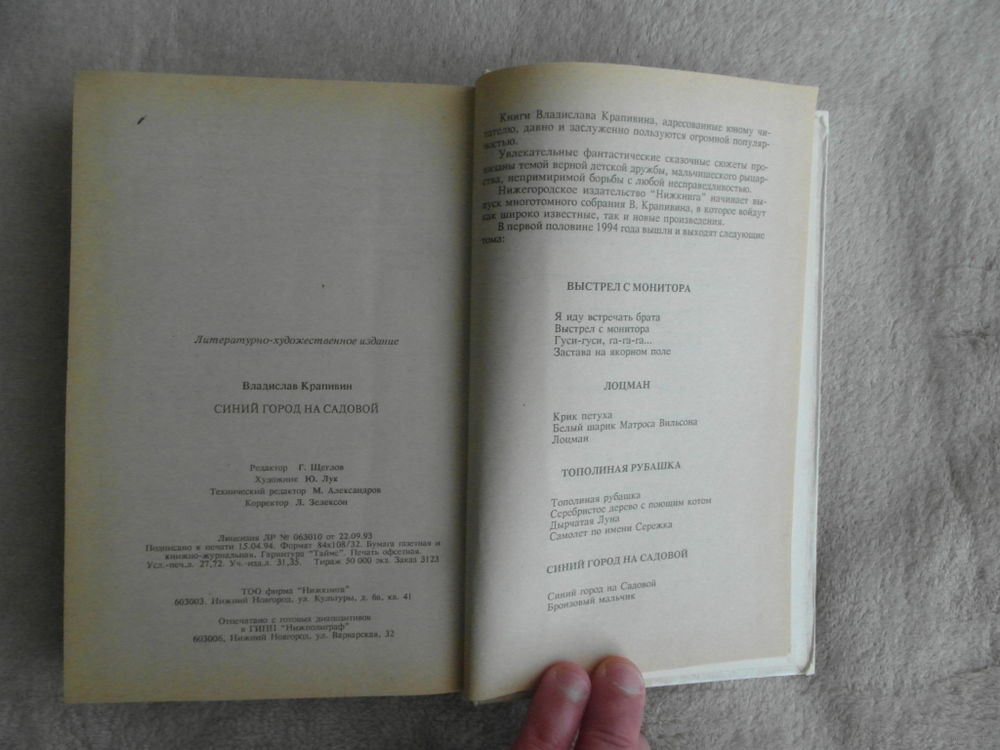 Литературно-художественное издание
Владислав Крапивин
СИНИЙ ГОРОД НА САДОВОЙ
Редактор Г. Щеглов
Художник Ю. Лук
Технический редактор М. Александров
Корректор Л. Зелексон
Лицензия ЛР № 063010 от 22.09.93
Подписано к печати 15.04.94. Формат 84х108/32. Бумага газетная и
книжно-журнальная. Гарнитура "Таймс". Печать офсетная.
Усл.-печ.л. 27,72. Уч.-изд.л. 31,35. Тираж 50 000 экз. Заказ 3123
ТОО фирма "Нижкнига"
603003. Нижний Новгород, ул. Культуры, д. 6а, кв. 41
Отпечатано с готовых диапозитивов
в ГИПП "Нижполиграф"
603006, Нижний Новгород, ул. Варварская, 32
Книги Владислава Крапивина, адресованные юному чи-
тателю, давно и заслуженно пользуются огромной популяр-
ностью.
Увлекательные фантастические сказочные сюжеты про-
низаны темой верной детской дружбы, мальчишеского рыцар-
ства, непримиримой борьбы с любой несправедливостью.
Нижегородское издательство "Нижкнига" начинает вы-
пуск многотомного собрания В. Крапивина, в которое войдут
как широко известные, так и новые произведения.
В первой половине 1994 года вышли и выходят следующие
тома:
ВЫСТРЕЛ С МОНИТОРА
Я иду встречать брата
Выстрел с монитора
Гуси-гуси, га-га-га...
Застава на якорном поле
ЛОЦМАН
Крик петуха
Белый шарик Матроса Вильсона
Лоцман
ТОПОЛИНАЯ РУБАШКА
Тополиная рубашка
Серебристое дерево с поющим котом
Дырчатая Луна
Самолет по имени Сережка
СИНИЙ ГОРОД НА САДОВОЙ
Синий город на Садовой
Бронзовый мальчик